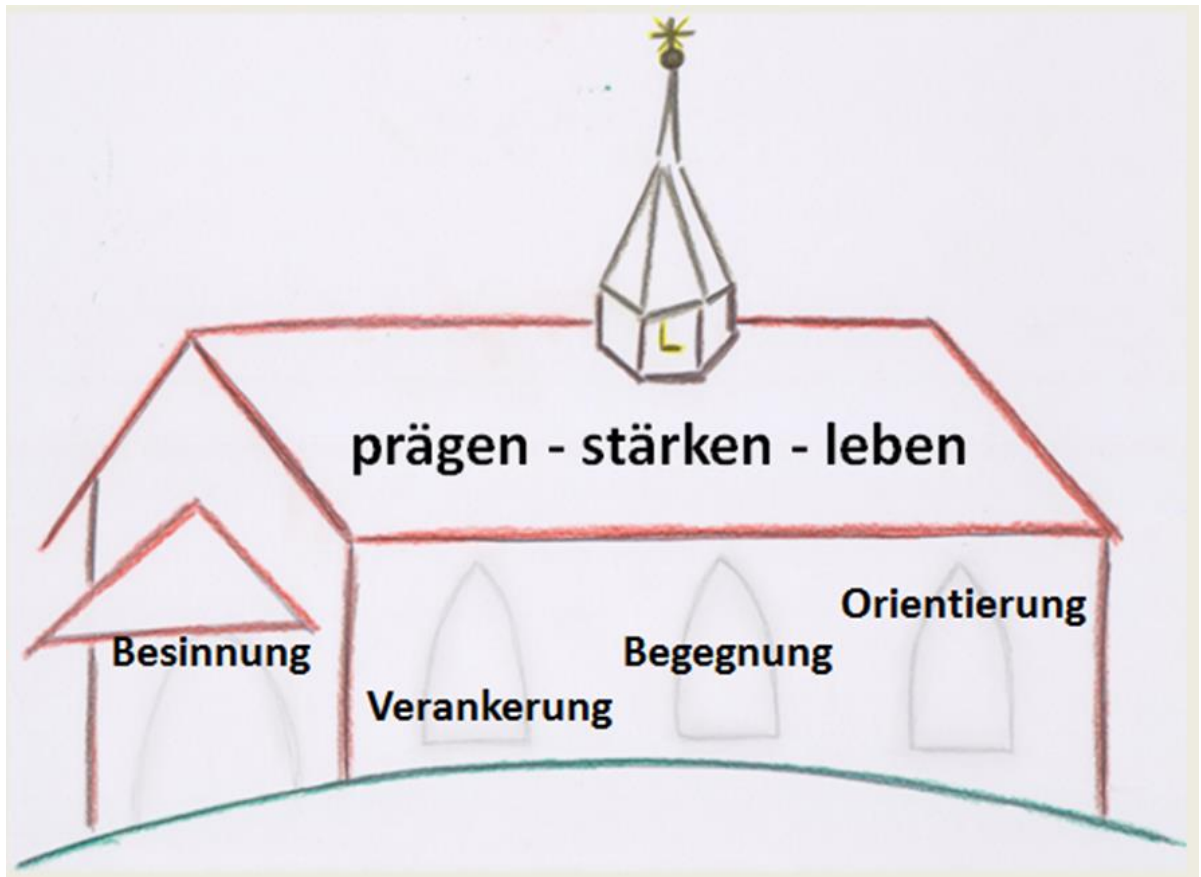 prägen - stärken - leben
Orientierung
Besinnung
Begegnung
Verankerung